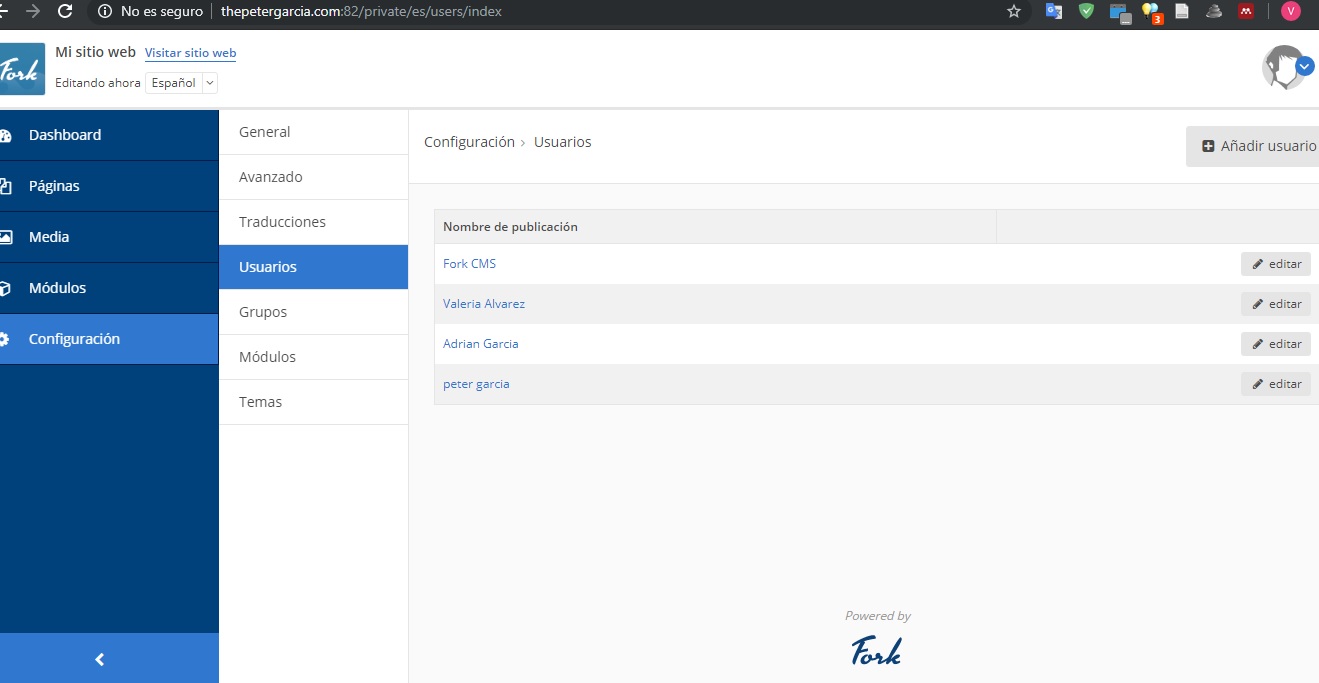 No es seguro thepetergarcia.com:82/private/es/users/index
3
V
Fork
Mi sitio web Visitar sitio web
Editando ahora Español
Dashboard
Páginas
Media
Módulos
Configuración
General
Avanzado
Traducciones
Usuarios
Grupos
Módulos
Temas
Configuración › Usuarios
Añadir usuario
Nombre de publicación
Fork CMS editar
Valeria Alvarez editar
Adrian Garcia editar
peter garcia editar
Powered by
Fork